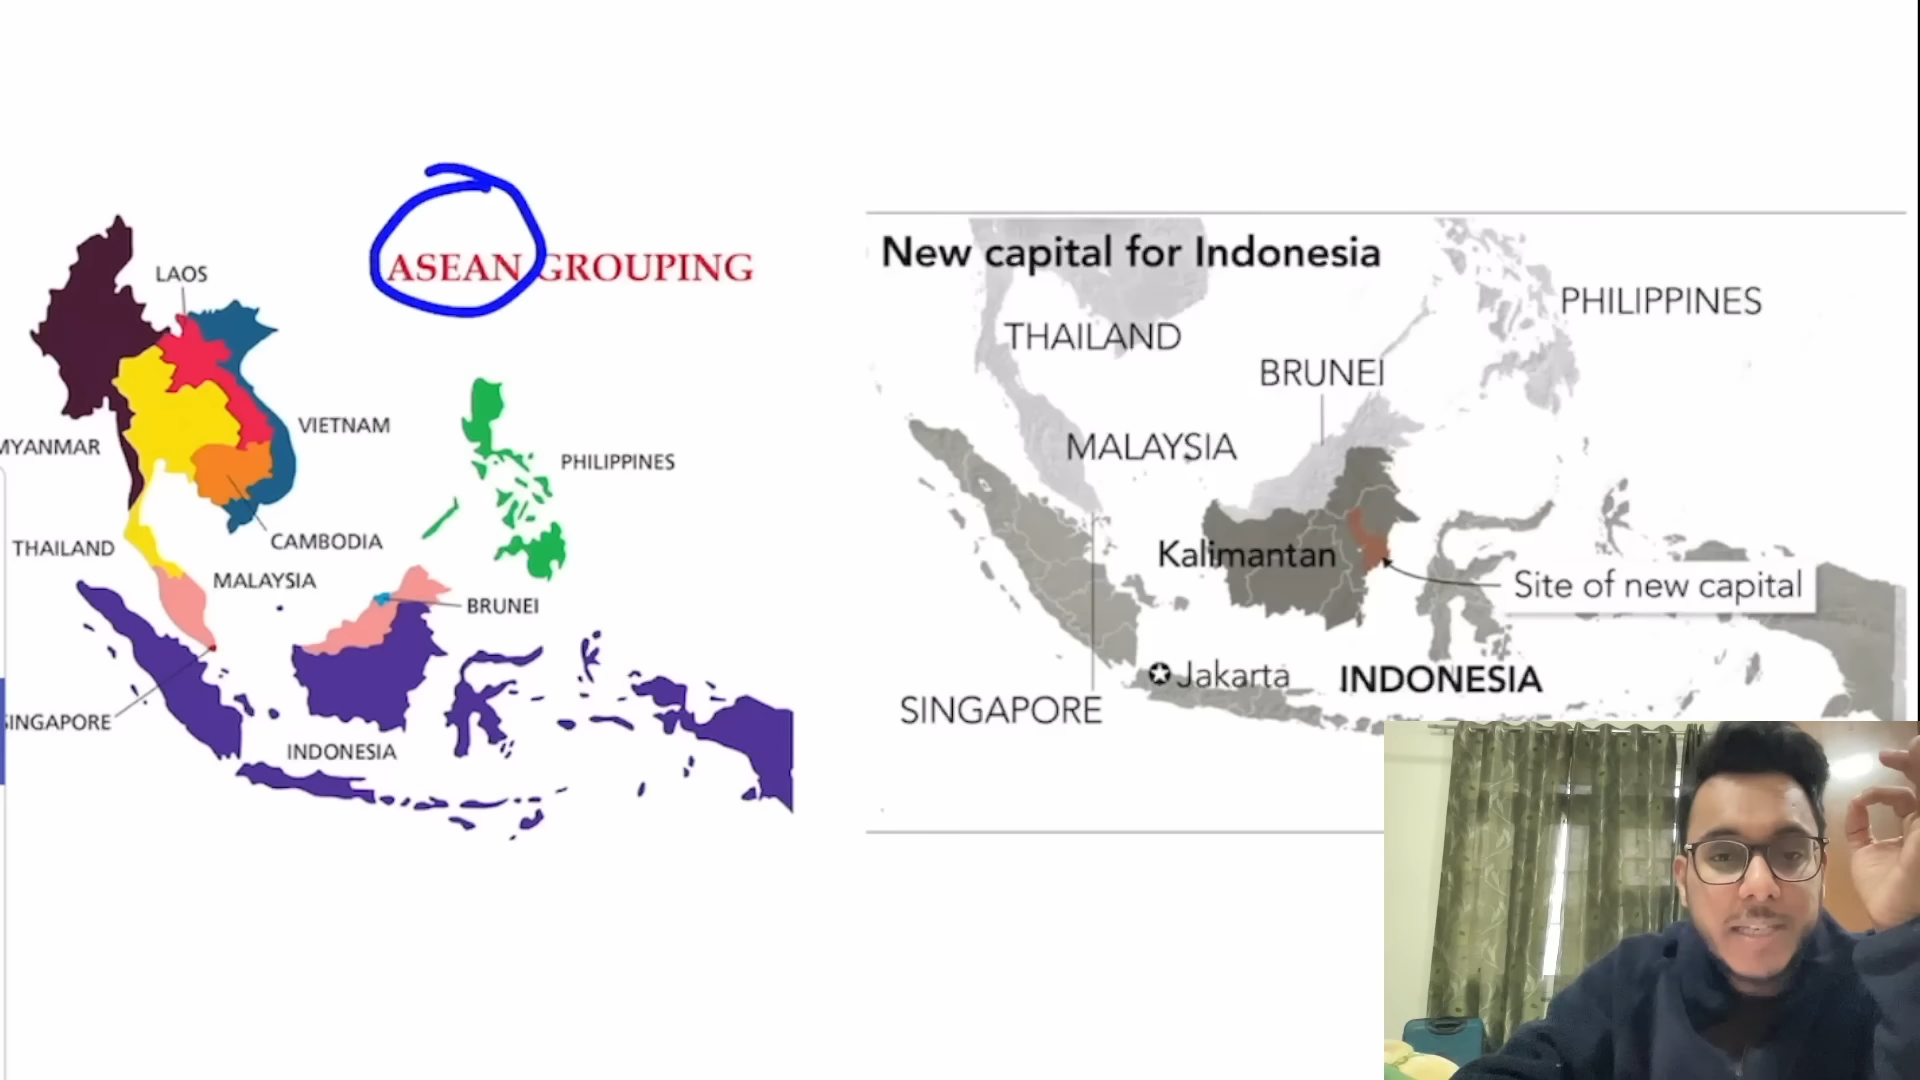 ASEAN GROUPING
LAOS
VIETNAM
MYANMAR
PHILIPPINES
CAMBODIA
THAILAND
MALAYSIA
BRUNEI
SINGAPORE
INDONESIA
New capital for Indonesia
PHILIPPINES
THAILAND
BRUNEI
MALAYSIA
Kalimantan
Site of new capital
Jakarta
INDONESIA
SINGAPORE